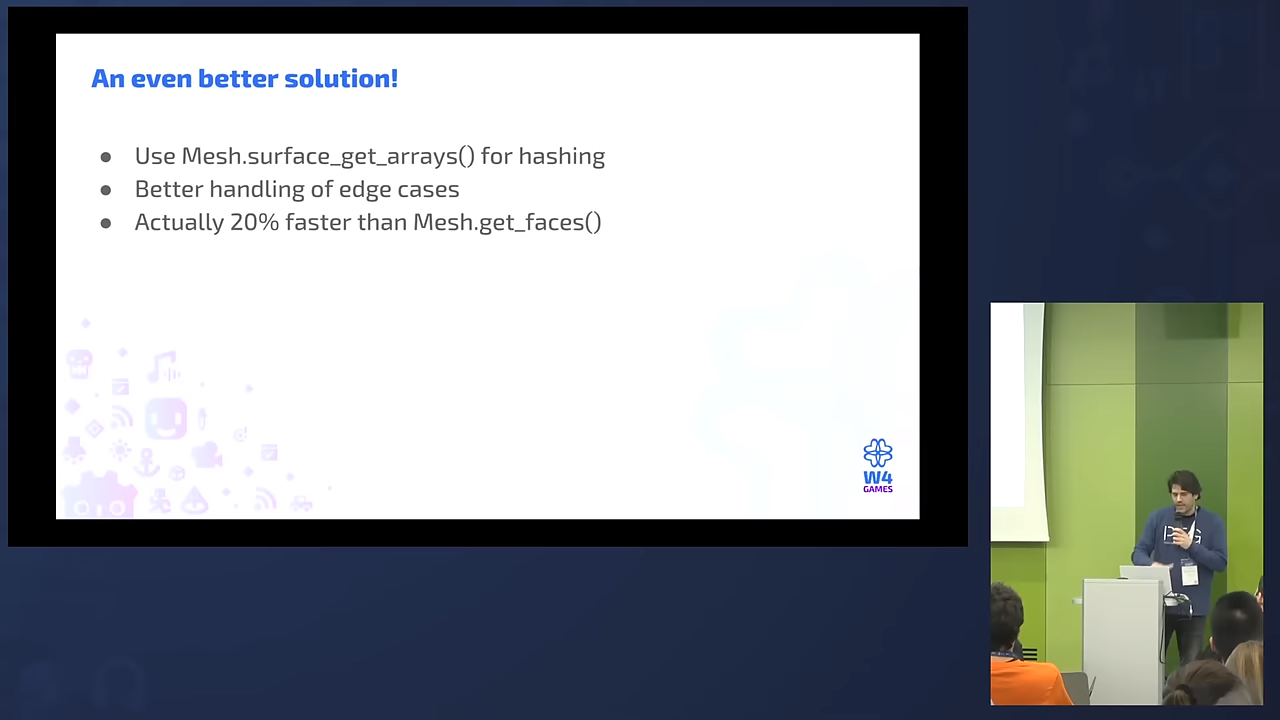 An even better solution!
● Use Mesh.surface_get_arrays() for hashing
● Better handling of edge cases
● Actually 20% faster than Mesh.get_faces()
W4
GAMES